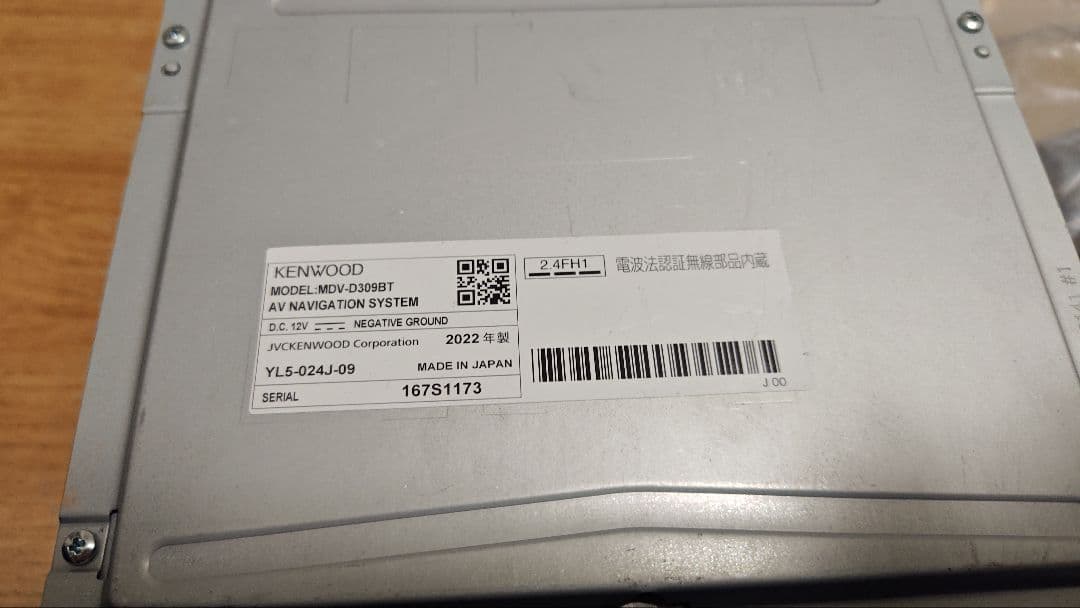 KENWOOD
MODEL:MDV-D309BT
AV NAVIGATION SYSTEM
D.C. 12V NEGATIVE GROUND
JVCKENWOOD Corporation 2022 年製
YL5-024J-09 MADE IN JAPAN
SERIAL 167S1173
2.4FH1 電波法認証無線部品内蔵
J 00